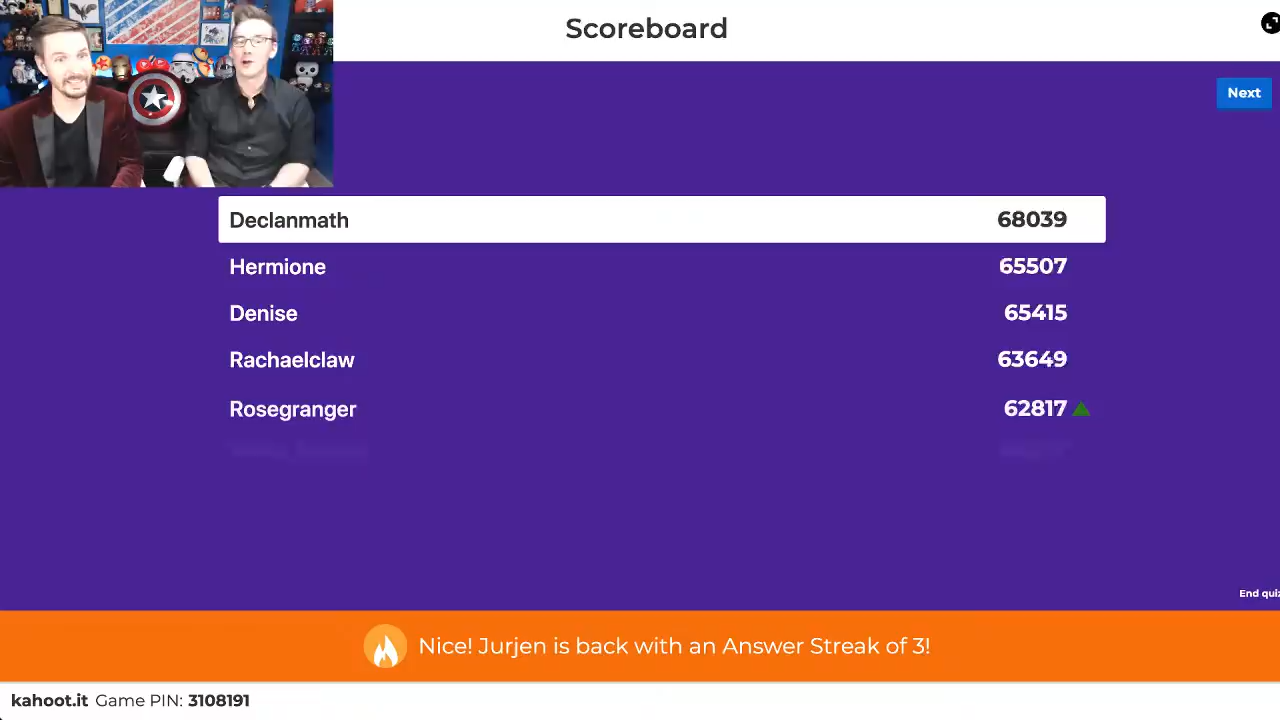 Scoreboard
Next
Declanmath 68039
Hermione 65507
Denise 65415
Rachaelclaw 63649
Rosegranger 62817
End quiz
Nice! Jurjen is back with an Answer Streak of 3!
kahoot.it Game PIN: 3108191